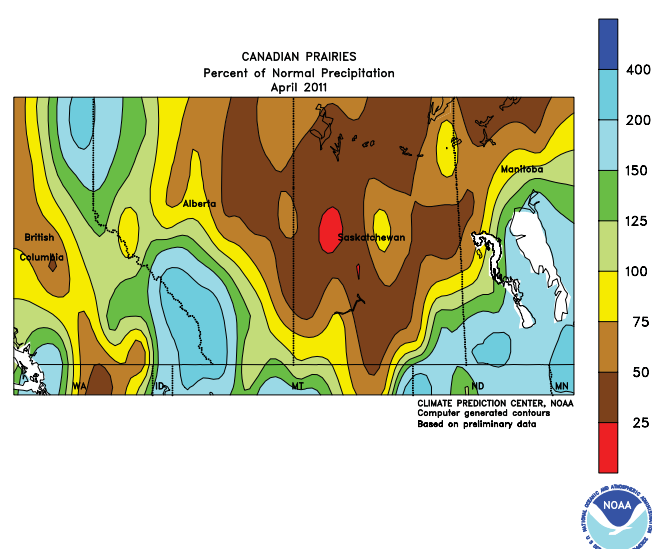 CANADIAN PRAIRIES
Percent of Normal Precipitation
April 2011
400
200
150
125
100
75
50
25
Manitoba
Alberta
British
Columbia
Saskatchewan
WA
ID
MT
ND
MN
CLIMATE PREDICTION CENTER, NOAA
Computer generated contours
Based on preliminary data
NOAA